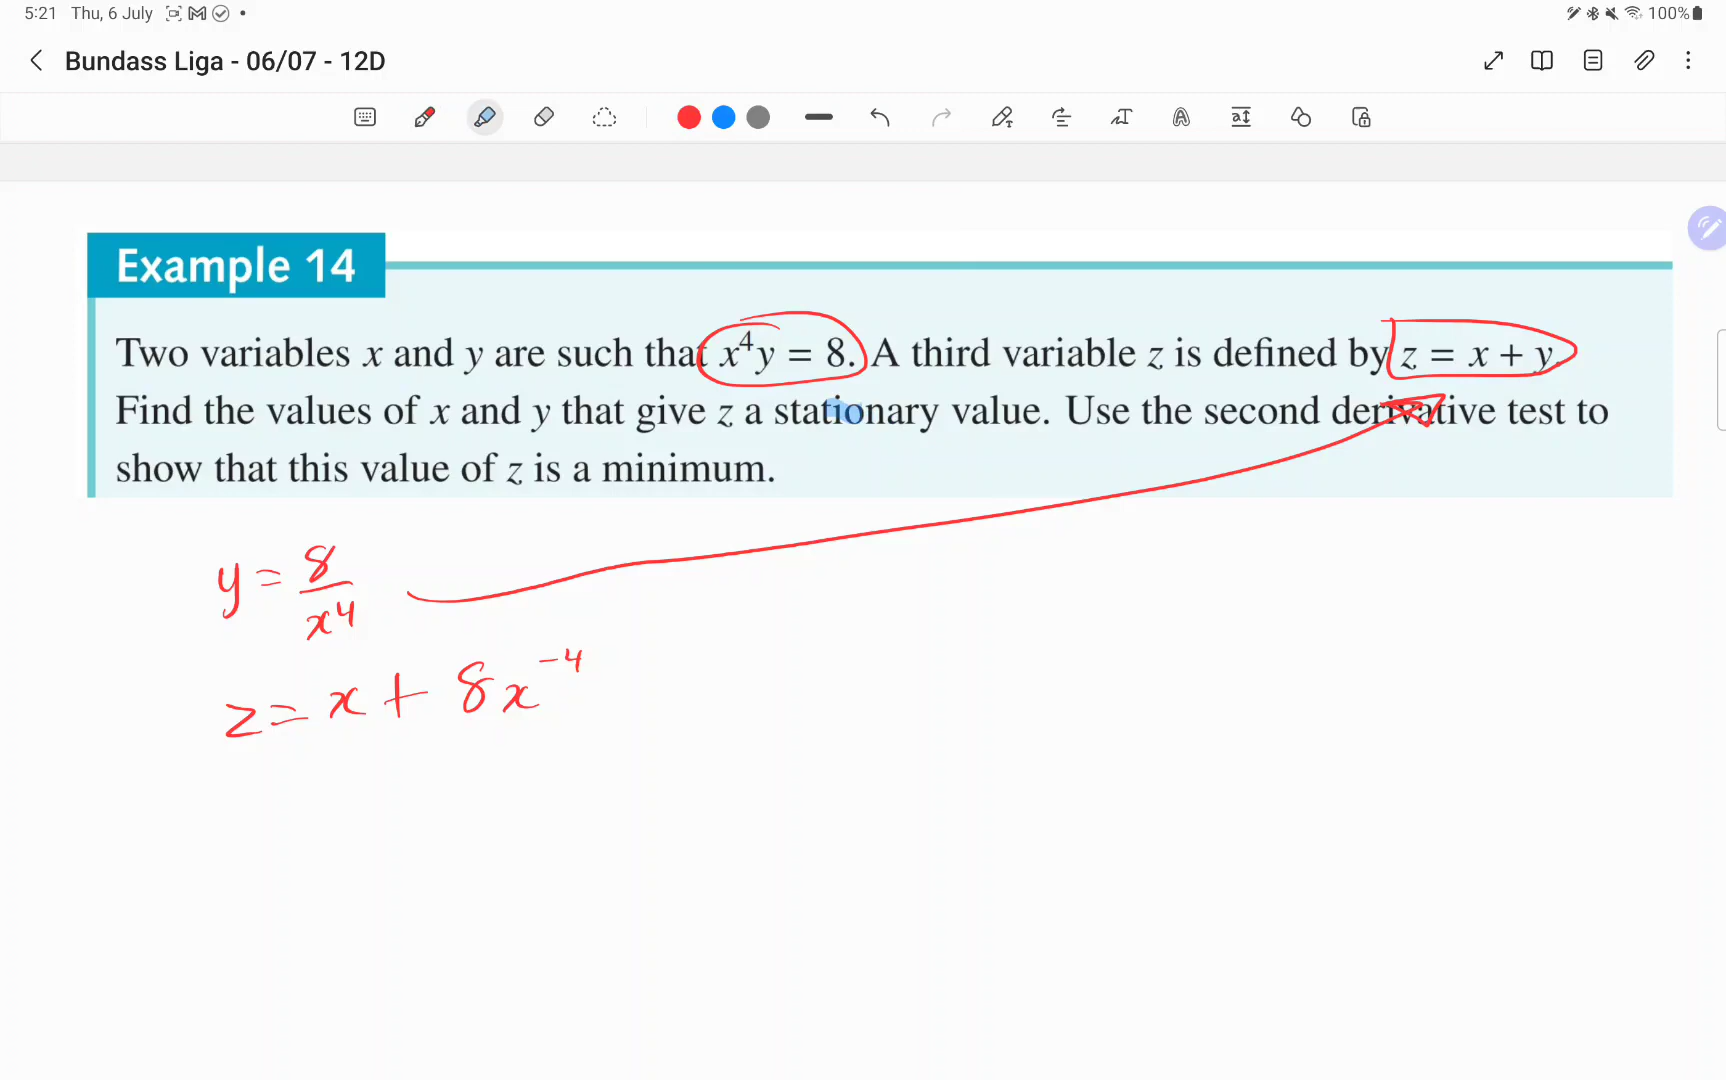 5:21 Thu, 6 July 100%
Bundass Liga - 06/07 - 12D
Example 14
Two variables x and y are such that x⁴y = 8. A third variable z is defined by z = x + y.
Find the values of x and y that give z a stationary value. Use the second derivative test to
show that this value of z is a minimum.
y = 8/x⁴
z = x + 8x⁻⁴